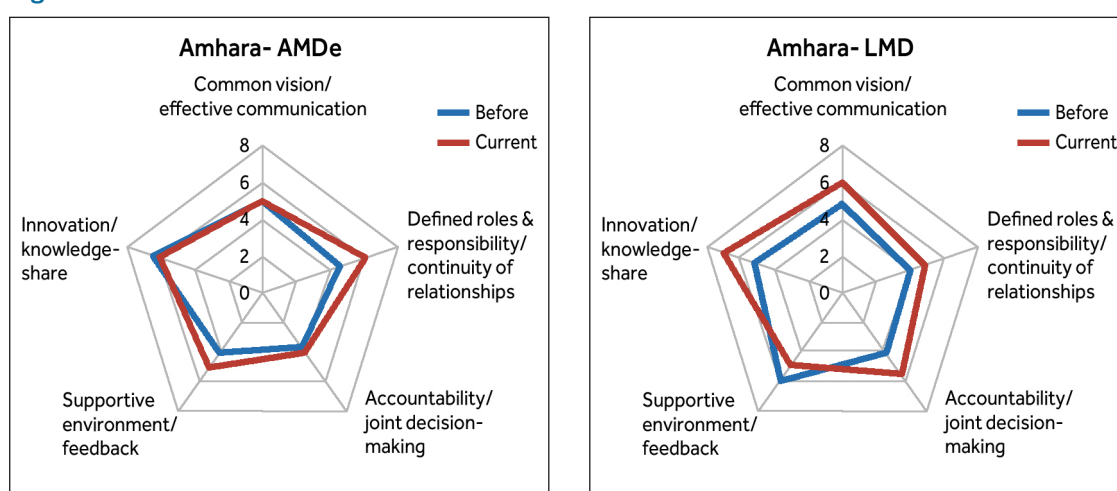 Amhara- AMDe
Common vision/
effective communication
Before
Current
8
6
4
2
0
Innovation/
knowledge-
share
Defined roles &
responsibility/
continuity of
relationships
Supportive
environment/
feedback
Accountability/
joint decision-
making
Amhara- LMD
Common vision/
effective communication
Before
Current
8
6
4
2
0
Innovation/
knowledge-
share
Defined roles &
responsibility/
continuity of
relationships
Supportive
environment/
feedback
Accountability/
joint decision-
making